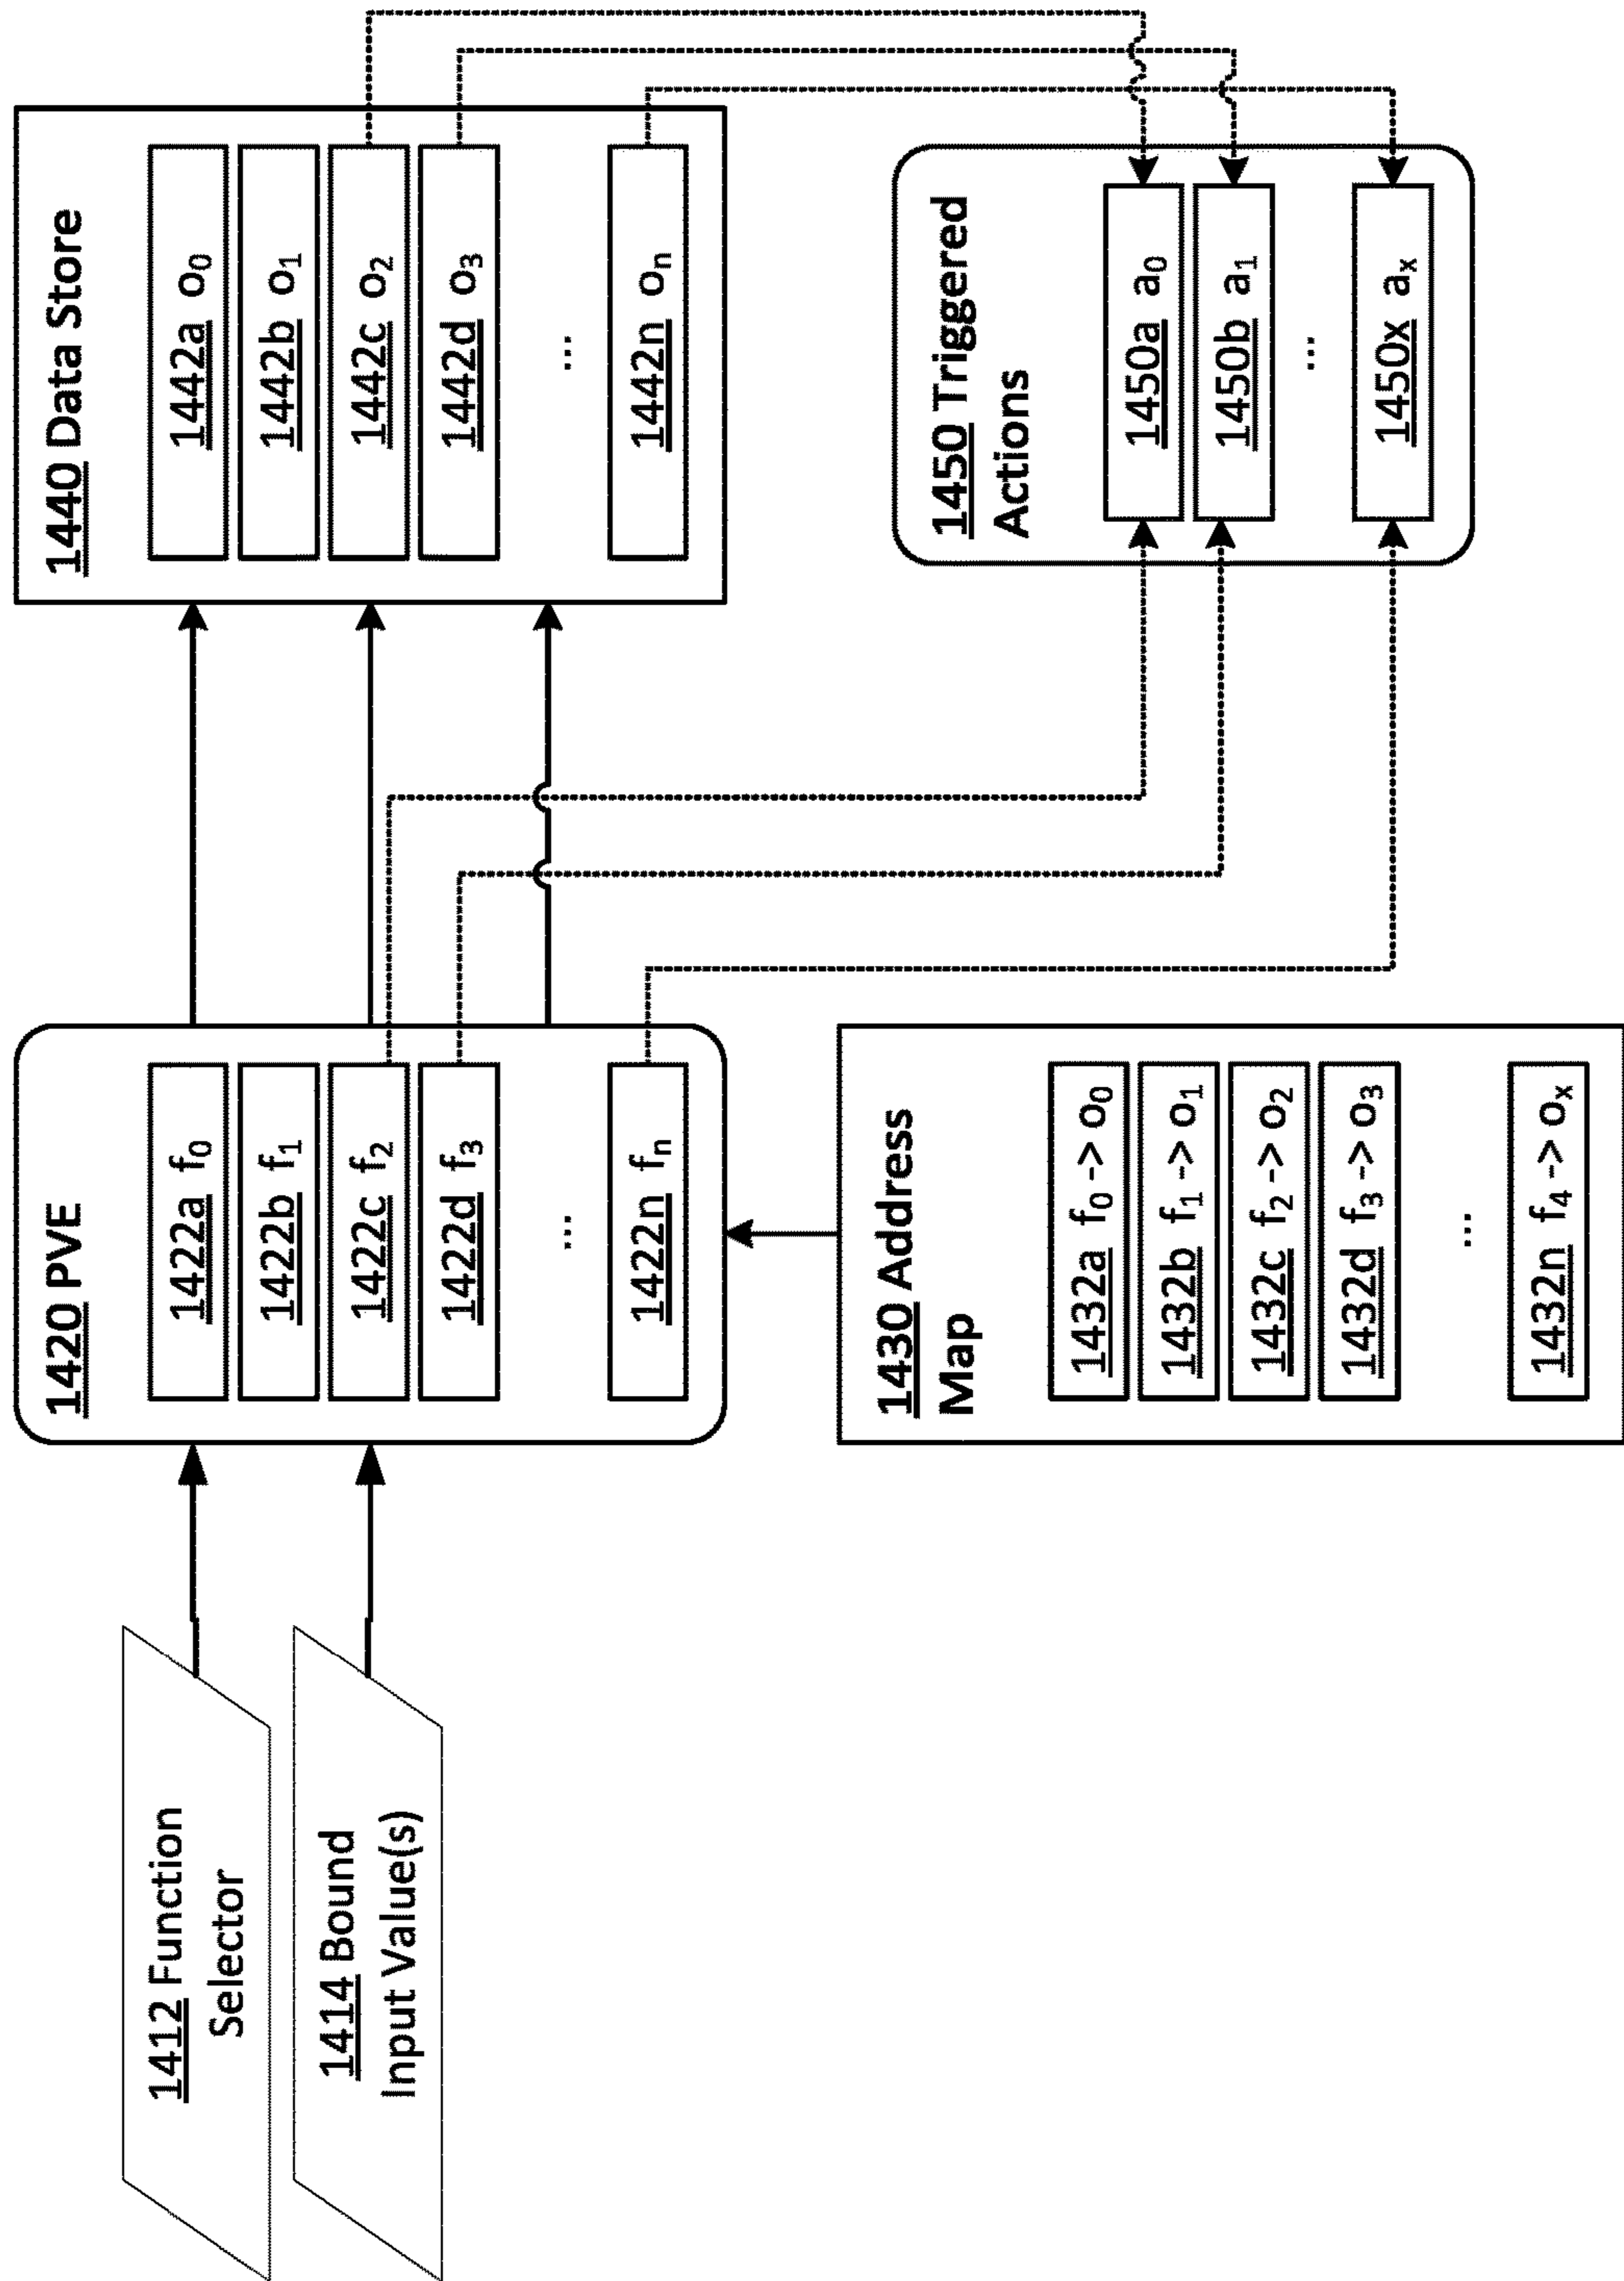 1412 Function
Selector
1414 Bound
Input Value(s)
1420 PVE
1422a f₀
1422b f₁
1422c f₂
1422d f₃
...
1422n fₙ
1430 Address
Map
1432a f₀ -> o₀
1432b f₁ -> o₁
1432c f₂ -> o₂
1432d f₃ -> o₃
...
1432n f₄ -> oₓ
1440 Data Store
1442a o₀
1442b o₁
1442c o₂
1442d o₃
...
1442n oₙ
1450 Triggered
Actions
1450a a₀
1450b a₁
...
1450x aₓ